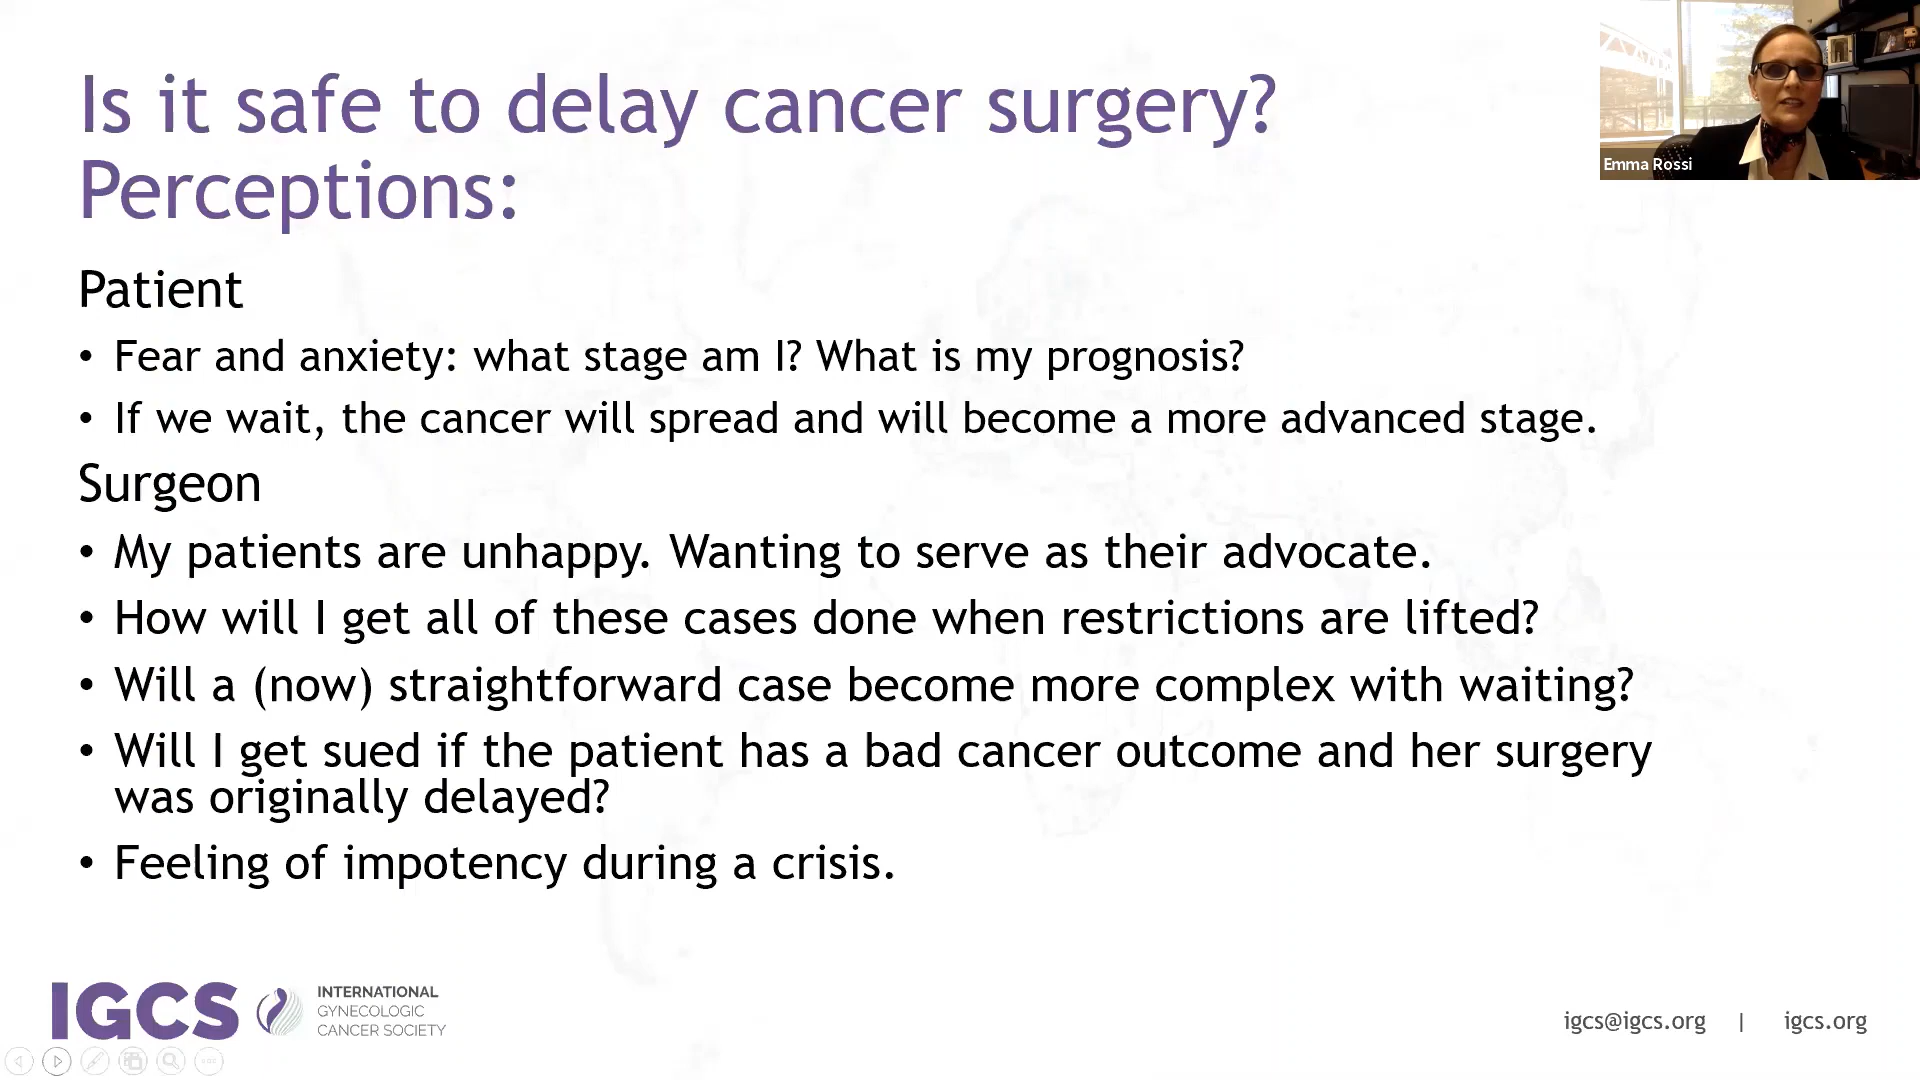 Is it safe to delay cancer surgery?
Perceptions:
Emma Rossi
Patient
• Fear and anxiety: what stage am I? What is my prognosis?
• If we wait, the cancer will spread and will become a more advanced stage.
Surgeon
• My patients are unhappy. Wanting to serve as their advocate.
• How will I get all of these cases done when restrictions are lifted?
• Will a (now) straightforward case become more complex with waiting?
• Will I get sued if the patient has a bad cancer outcome and her surgery
was originally delayed?
• Feeling of impotency during a crisis.
IGCS
INTERNATIONAL
GYNECOLOGIC
CANCER SOCIETY
igcs@igcs.org | igcs.org